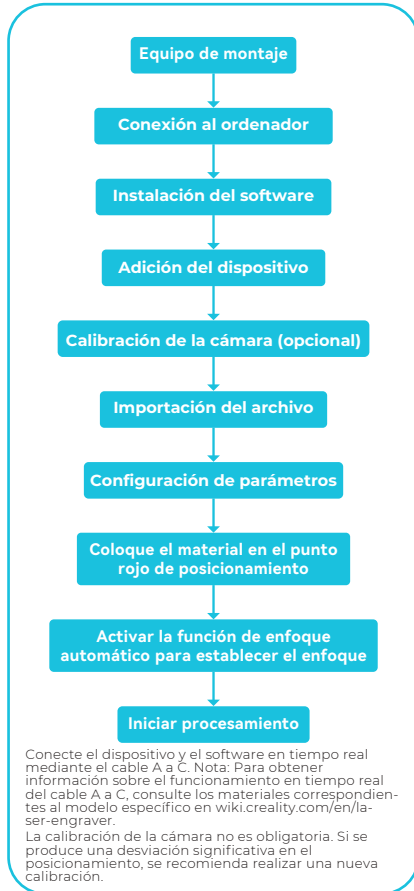 Equipo de montaje
Conexión al ordenador
Instalación del software
Adición del dispositivo
Calibración de la cámara (opcional)
Importación del archivo
Configuración de parámetros
Coloque el material en el punto
rojo de posicionamiento
Activar la función de enfoque
automático para establecer el enfoque
Iniciar procesamiento
Conecte el dispositivo y el software en tiempo real
mediante el cable A a C. Nota: Para obtener
información sobre el funcionamiento en tiempo real
del cable A a C, consulte los materiales correspondien-
tes al modelo específico en wiki.creality.com/en/la-
ser-engraver.
La calibración de la cámara no es obligatoria. Si se
produce una desviación significativa en el
posicionamiento, se recomienda realizar una nueva
calibración.